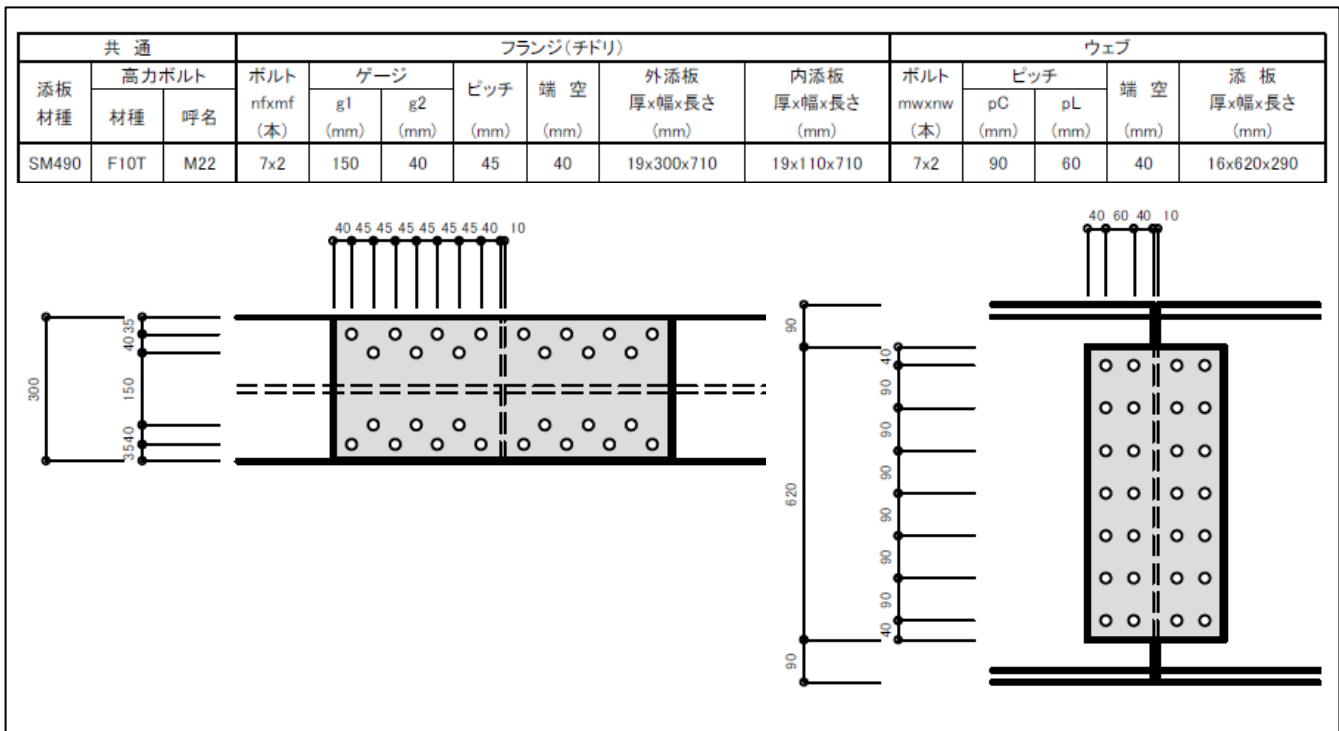 共 通 フランジ(チドリ) ウェブ
添板 材種 高力ボルト ボルト nfxmf (本) ゲージ ピッチ (mm) 端 空 (mm) 外添板 厚x幅x長さ (mm) 内添板 厚x幅x長さ (mm) ボルト mwxnw (本) ピッチ 端 空 (mm) 添 板 厚x幅x長さ (mm)
材種 呼名 g1 (mm) g2 (mm) pC (mm) pL (mm)
SM490 F10T M22 7x2 150 40 45 40 19x300x710 19x110x710 7x2 90 60 40 16x620x290
40 45 45 45 45 45 45 40 10
300
35
40
150
40
35
40 60 40 10
90
620
90
40
90
90
90
90
90
90
40